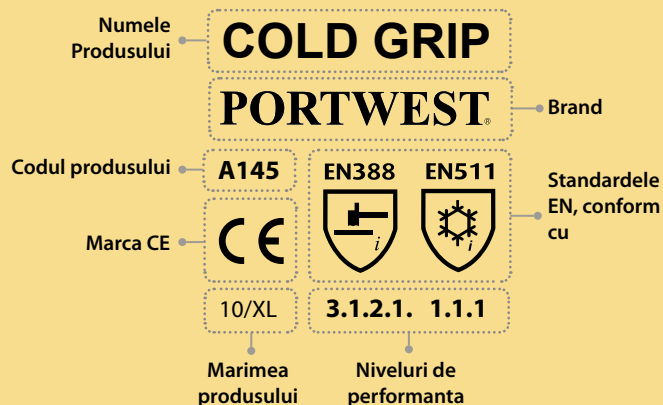 Numele
Produsului
COLD GRIP
PORTWEST®
Brand
Codul produsului
A145
EN388
EN511
Standardele
EN, conform
cu
Marca CE
CE
i
i
10/XL
3.1.2.1.
1.1.1
Marimea
produsului
Niveluri de
performanta